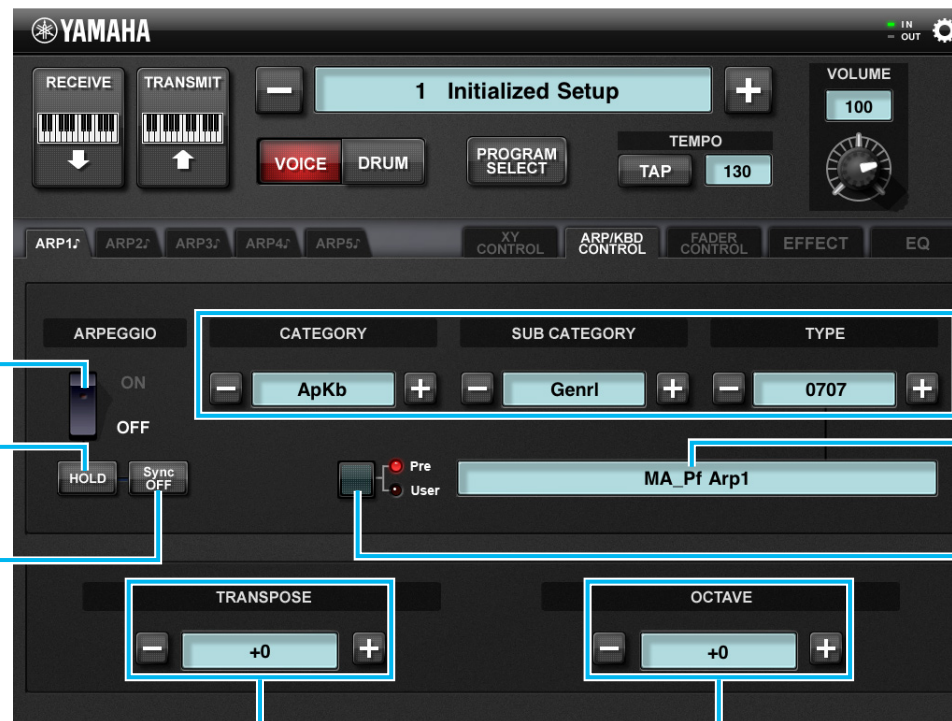 YAMAHA
IN
OUT
RECEIVE
TRANSMIT
1 Initialized Setup
VOLUME
100
VOICE
DRUM
PROGRAM
SELECT
TEMPO
TAP
130
ARP1♪
ARP2♪
ARP3♪
ARP4♪
ARP5♪
XY
CONTROL
ARP/KBD
CONTROL
FADER
CONTROL
EFFECT
EQ
ARPEGGIO
CATEGORY
SUB CATEGORY
TYPE
ON
OFF
ApKb
Genrl
0707
HOLD
Sync
OFF
Pre
User
MA_Pf Arp1
TRANSPOSE
OCTAVE
+0
+0